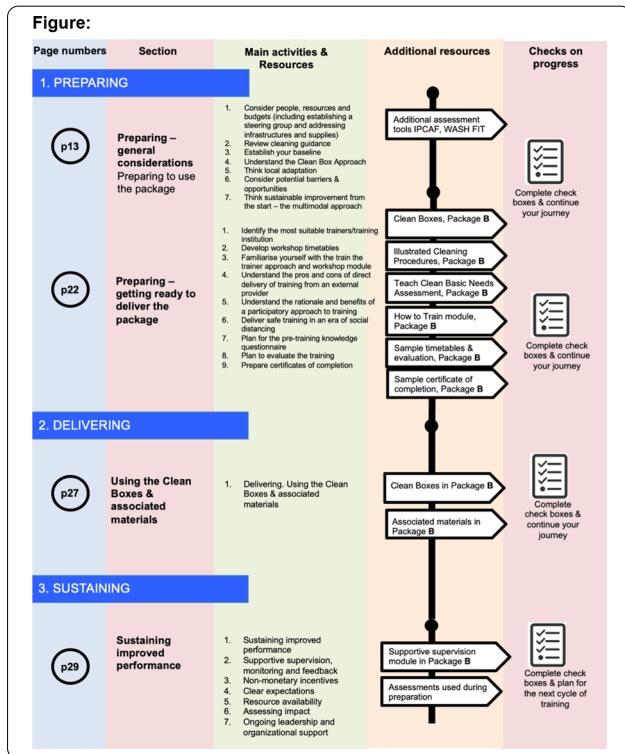 Figure:
Page numbers
Section
Main activities &
Resources
Additional resources
Checks on
progress
1. PREPARING
p13
Preparing –
general
considerations
Preparing to use
the package
1. Consider people, resources and
budgets (including establishing a
steering group and addressing
infrastructures and supplies)
2. Review cleaning guidance
3. Establish your baseline
4. Understand the Clean Box Approach
5. Think local adaptation
6. Consider potential barriers &
opportunities
7. Think sustainable improvement from
the start – the multimodal approach
Additional assessment
tools IPCAF, WASH FIT
Complete check
boxes & continue
your journey
p22
Preparing –
getting ready to
deliver the
package
1. Identify the most suitable trainers/training
institution
2. Develop workshop timetables
3. Familiarise yourself with the train the
trainer approach and workshop module
4. Understand the pros and cons of direct
delivery of training from an external
provider
5. Understand the rationale and benefits of
a participatory approach to training
6. Deliver safe training in an era of social
distancing
7. Plan for the pre-training knowledge
questionnaire
8. Plan to evaluate the training
9. Prepare certificates of completion
Clean Boxes, Package B
Illustrated Cleaning
Procedures, Package B
Teach Clean Basic Needs
Assessment, Package B
How to Train module,
Package B
Sample timetables &
evaluation, Package B
Sample certificate of
completion, Package B
Complete check
boxes & continue
your journey
2. DELIVERING
p27
Using the Clean
Boxes &
associated
materials
1. Delivering. Using the Clean
Boxes & associated
materials
Clean Boxes in Package B
Associated materials in
Package B
Complete
check boxes &
continue your
journey
3. SUSTAINING
p29
Sustaining
improved
performance
1. Sustaining improved
performance
2. Supportive supervision,
monitoring and feedback
3. Non-monetary incentives
4. Clear expectations
5. Resource availability
6. Assessing impact
7. Ongoing leadership and
organizational support
Supportive supervision
module in Package B
Assessments used during
preparation
Complete check
boxes & plan for
the next cycle of
training